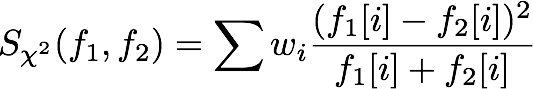 S_{\chi^2}(f_1, f_2) = \sum w_i \frac{(f_1[i] - f_2[i])^2}{f_1[i] + f_2[i]}